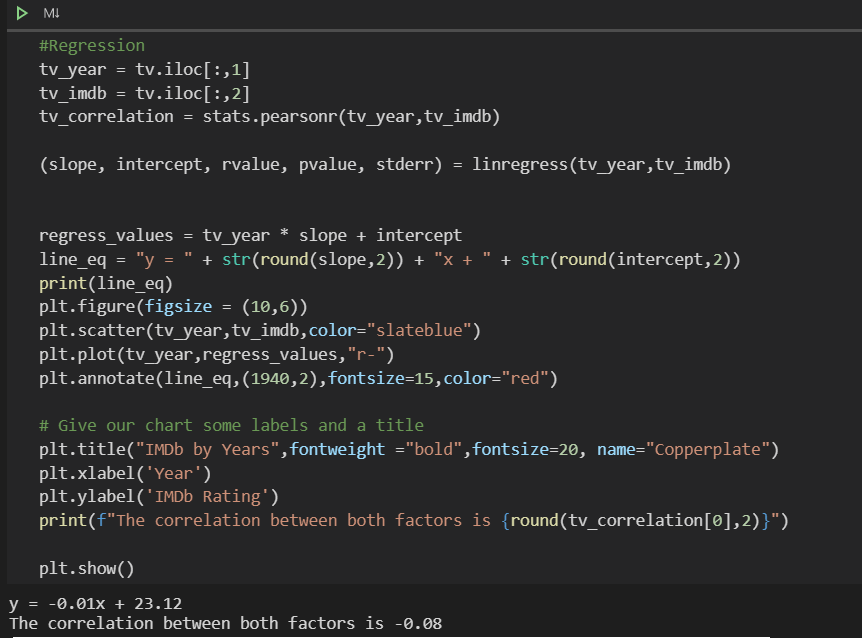 M↓
#Regression
tv_year = tv.iloc[:,1]
tv_imdb = tv.iloc[:,2]
tv_correlation = stats.pearsonr(tv_year,tv_imdb)
(slope, intercept, rvalue, pvalue, stderr) = linregress(tv_year,tv_imdb)
regress_values = tv_year * slope + intercept
line_eq = "y = " + str(round(slope,2)) + "x + " + str(round(intercept,2))
print(line_eq)
plt.figure(figsize = (10,6))
plt.scatter(tv_year,tv_imdb,color="slateblue")
plt.plot(tv_year,regress_values,"r-")
plt.annotate(line_eq,(1940,2),fontsize=15,color="red")
# Give our chart some labels and a title
plt.title("IMDb by Years",fontweight ="bold",fontsize=20, name="Copperplate")
plt.xlabel('Year')
plt.ylabel('IMDb Rating')
print(f"The correlation between both factors is {round(tv_correlation[0],2)}")
plt.show()
y = -0.01x + 23.12
The correlation between both factors is -0.08